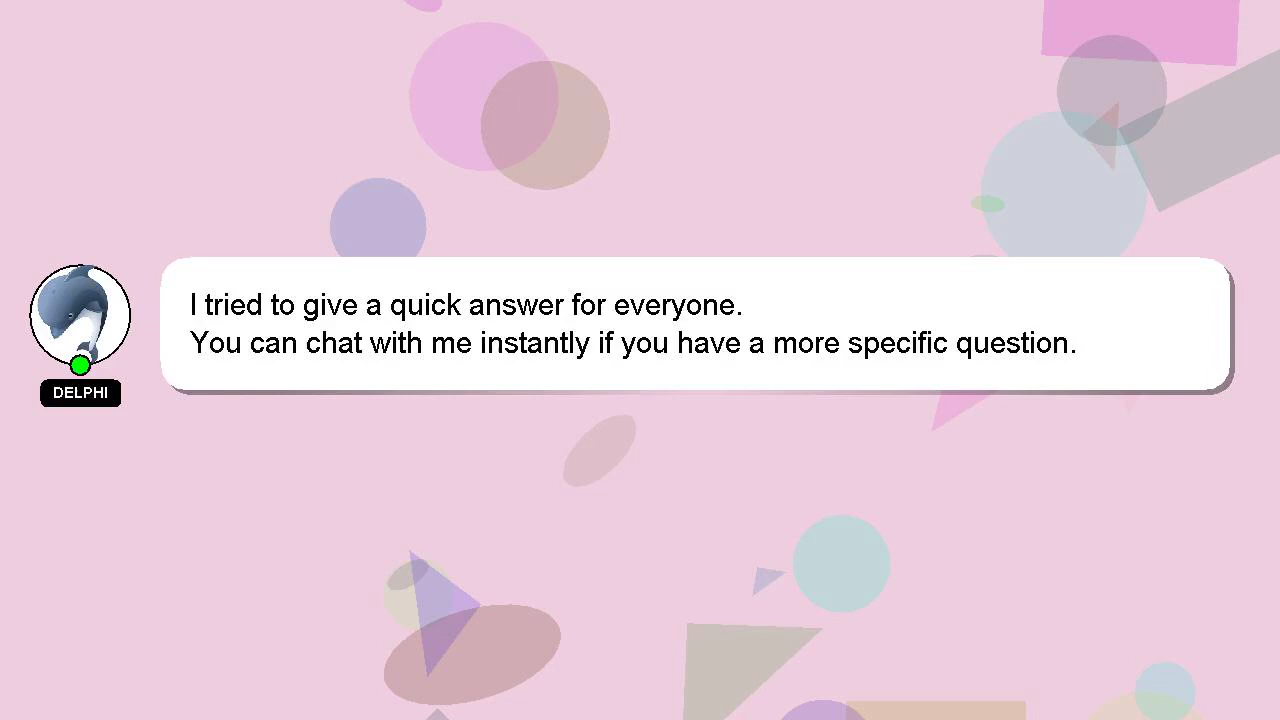 I tried to give a quick answer for everyone.
You can chat with me instantly if you have a more specific question.
DELPHI